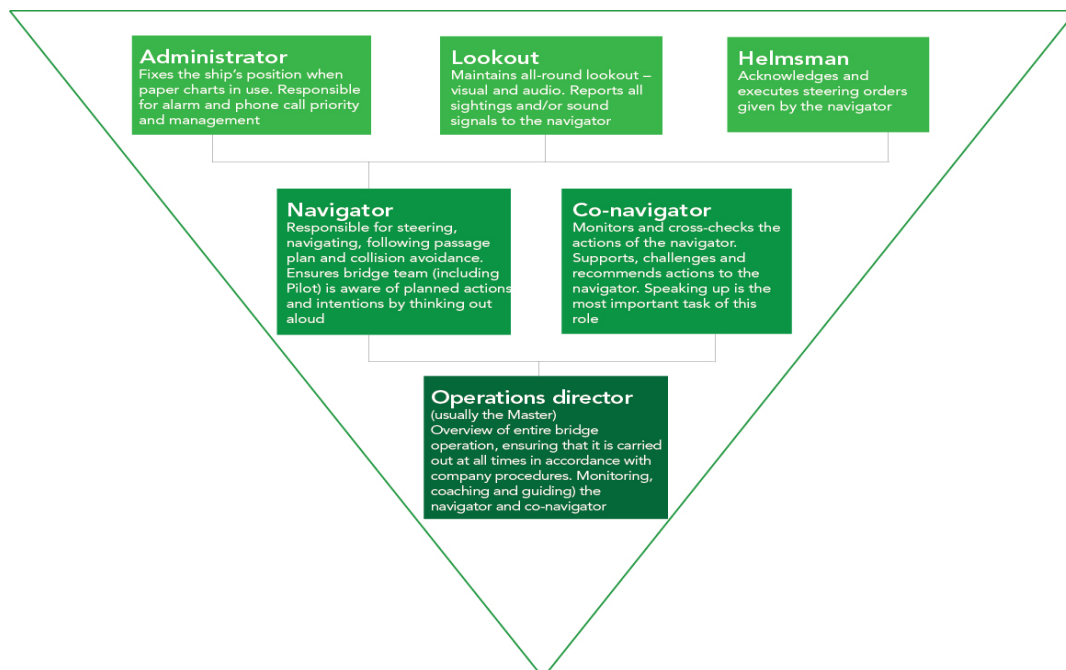 Administrator
Fixes the ship's position when
paper charts in use. Responsible
for alarm and phone call priority
and management
Lookout
Maintains all-round lookout –
visual and audio. Reports all
sightings and/or sound
signals to the navigator
Helmsman
Acknowledges and
executes steering orders
given by the navigator
Navigator
Responsible for steering,
navigating, following passage
plan and collision avoidance.
Ensures bridge team (including
Pilot) is aware of planned actions
and intentions by thinking out
aloud
Co-navigator
Monitors and cross-checks the
actions of the navigator.
Supports, challenges and
recommends actions to the
navigator. Speaking up is the
most important task of this
role
Operations director
(usually the Master)
Overview of entire bridge
operation, ensuring that it is carried
out at all times in accordance with
company procedures. Monitoring,
coaching and guiding) the
navigator and co-navigator